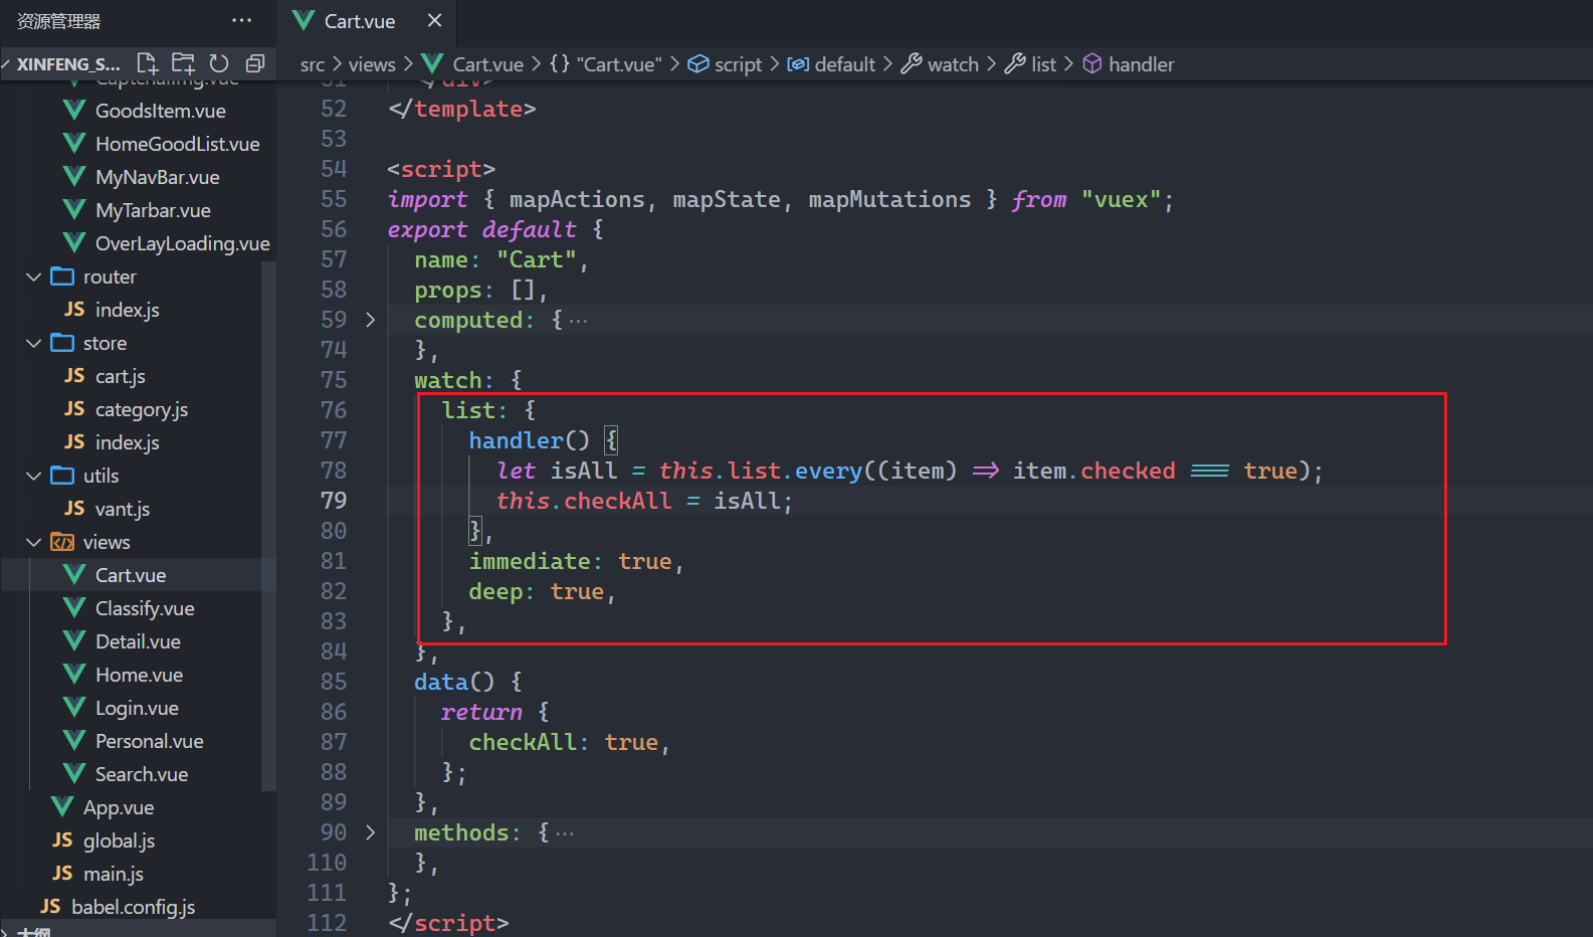 资源管理器 ···
XINFENG_S...
CaptchaImg.vue
GoodsItem.vue
HomeGoodList.vue
MyNavBar.vue
MyTarbar.vue
OverLayLoading.vue
router
JS index.js
store
JS cart.js
JS category.js
JS index.js
utils
JS vant.js
views
Cart.vue
Classify.vue
Detail.vue
Home.vue
Login.vue
Personal.vue
Search.vue
App.vue
JS global.js
JS main.js
JS babel.config.js
大纲
Cart.vue ×
src > views > Cart.vue > {} "Cart.vue" > script > default > watch > list > handler
51 </div>
52 </template>
53
54 <script>
55 import { mapActions, mapState, mapMutations } from "vuex";
56 export default {
57 name: "Cart",
58 props: [],
59 computed: { ···
74 },
75 watch: {
76 list: {
77 handler() {
78 let isAll = this.list.every((item) => item.checked === true);
79 this.checkAll = isAll;
80 },
81 immediate: true,
82 deep: true,
83 },
84 },
85 data() {
86 return {
87 checkAll: true,
88 };
89 },
90 methods: { ···
110 },
111 };
112 </script>